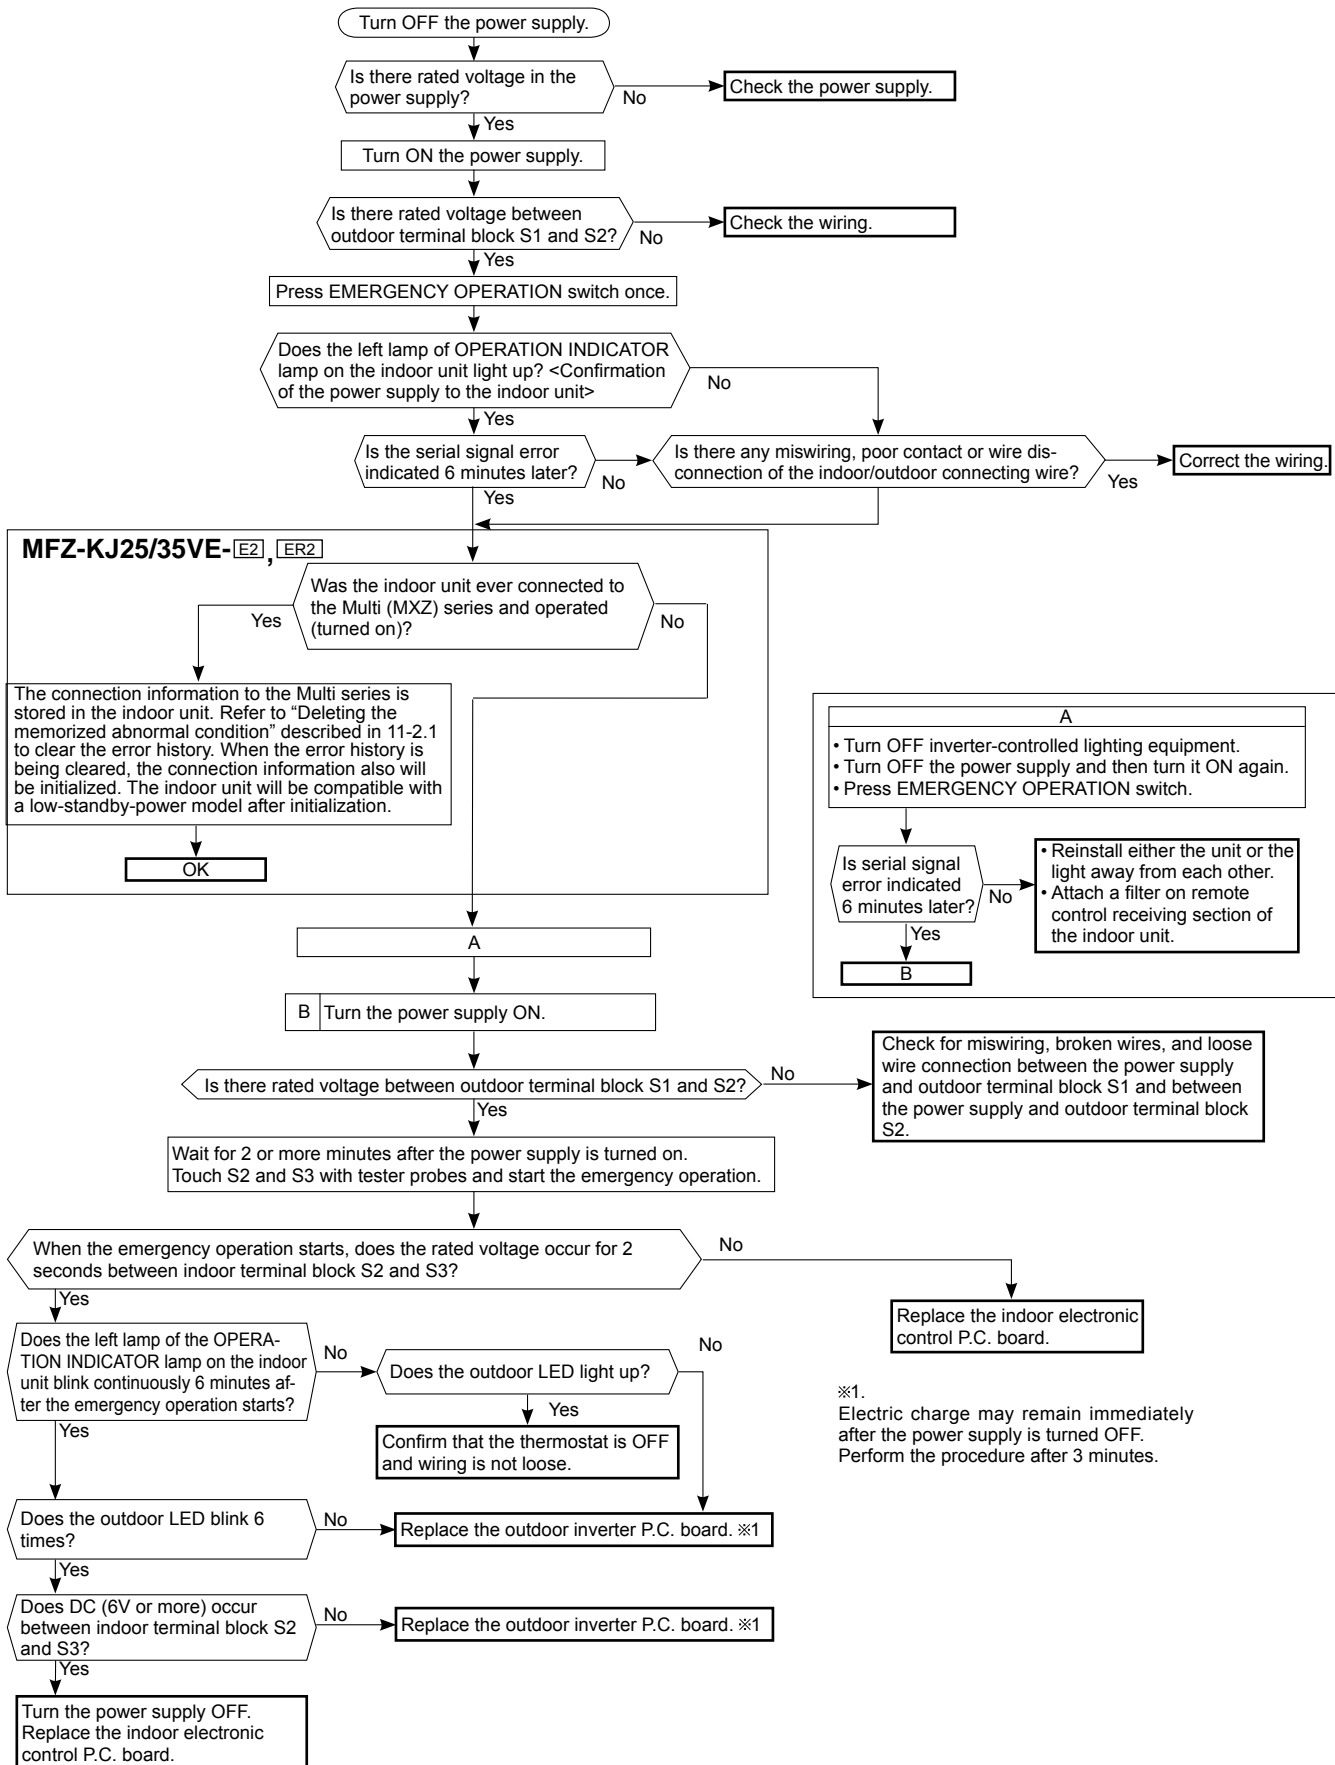 Turn OFF the power supply.
Is there rated voltage in the
power supply?
No
Check the power supply.
Yes
Turn ON the power supply.
Is there rated voltage between
outdoor terminal block S1 and S2?
No
Check the wiring.
Yes
Press EMERGENCY OPERATION switch once.
Does the left lamp of OPERATION INDICATOR
lamp on the indoor unit light up? <Confirmation
of the power supply to the indoor unit>
No
Yes
Is the serial signal error
indicated 6 minutes later?
No
Is there any miswiring, poor contact or wire dis-
connection of the indoor/outdoor connecting wire?
Yes
Correct the wiring.
Yes
MFZ-KJ25/35VE- E2 , ER2
Was the indoor unit ever connected to
the Multi (MXZ) series and operated
(turned on)?
Yes
No
The connection information to the Multi series is
stored in the indoor unit. Refer to “Deleting the
memorized abnormal condition” described in 11-2.1
to clear the error history. When the error history is
being cleared, the connection information also will
be initialized. The indoor unit will be compatible with
a low-standby-power model after initialization.
OK
A
• Turn OFF inverter-controlled lighting equipment.
• Turn OFF the power supply and then turn it ON again.
• Press EMERGENCY OPERATION switch.
Is serial signal
error indicated
6 minutes later?
No
• Reinstall either the unit or the
light away from each other.
• Attach a filter on remote
control receiving section of
the indoor unit.
Yes
B
A
B Turn the power supply ON.
Is there rated voltage between outdoor terminal block S1 and S2?
No
Check for miswiring, broken wires, and loose
wire connection between the power supply
and outdoor terminal block S1 and between
the power supply and outdoor terminal block
S2.
Yes
Wait for 2 or more minutes after the power supply is turned on.
Touch S2 and S3 with tester probes and start the emergency operation.
When the emergency operation starts, does the rated voltage occur for 2
seconds between indoor terminal block S2 and S3?
No
Replace the indoor electronic
control P.C. board.
Yes
Does the left lamp of the OPERA-
TION INDICATOR lamp on the indoor
unit blink continuously 6 minutes af-
ter the emergency operation starts?
No
Does the outdoor LED light up?
No
Yes
Confirm that the thermostat is OFF
and wiring is not loose.
※1.
Electric charge may remain immediately
after the power supply is turned OFF.
Perform the procedure after 3 minutes.
Yes
Does the outdoor LED blink 6
times?
No
Replace the outdoor inverter P.C. board. ※1
Yes
Does DC (6V or more) occur
between indoor terminal block S2
and S3?
No
Replace the outdoor inverter P.C. board. ※1
Yes
Turn the power supply OFF.
Replace the indoor electronic
control P.C. board.